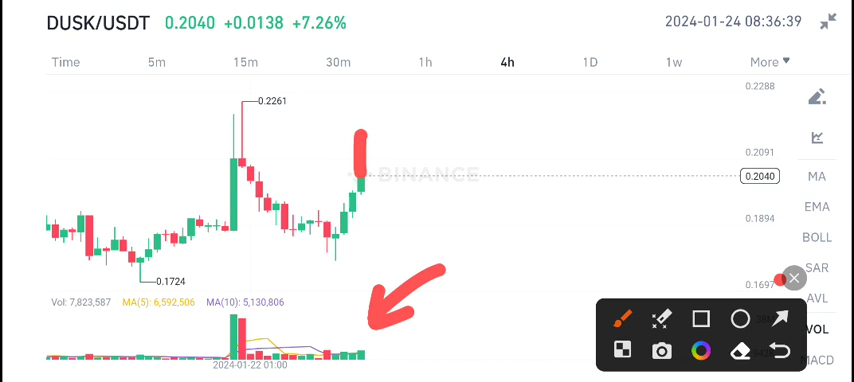 DUSK/USDT 0.2040 +0.0138 +7.26% 2024-01-24 08:36:39
Time 5m 15m 30m 1h 4h 1D 1w More
0.2288
0.2261
0.2091
BINANCE
0.2040
MA
EMA
0.1894
BOLL
SAR
0.1724
0.1697
AVL
Vol: 7,823,587 MA(5): 6,592,506 MA(10): 5,130,806
VOL
MACD
2024-01-22 01:00